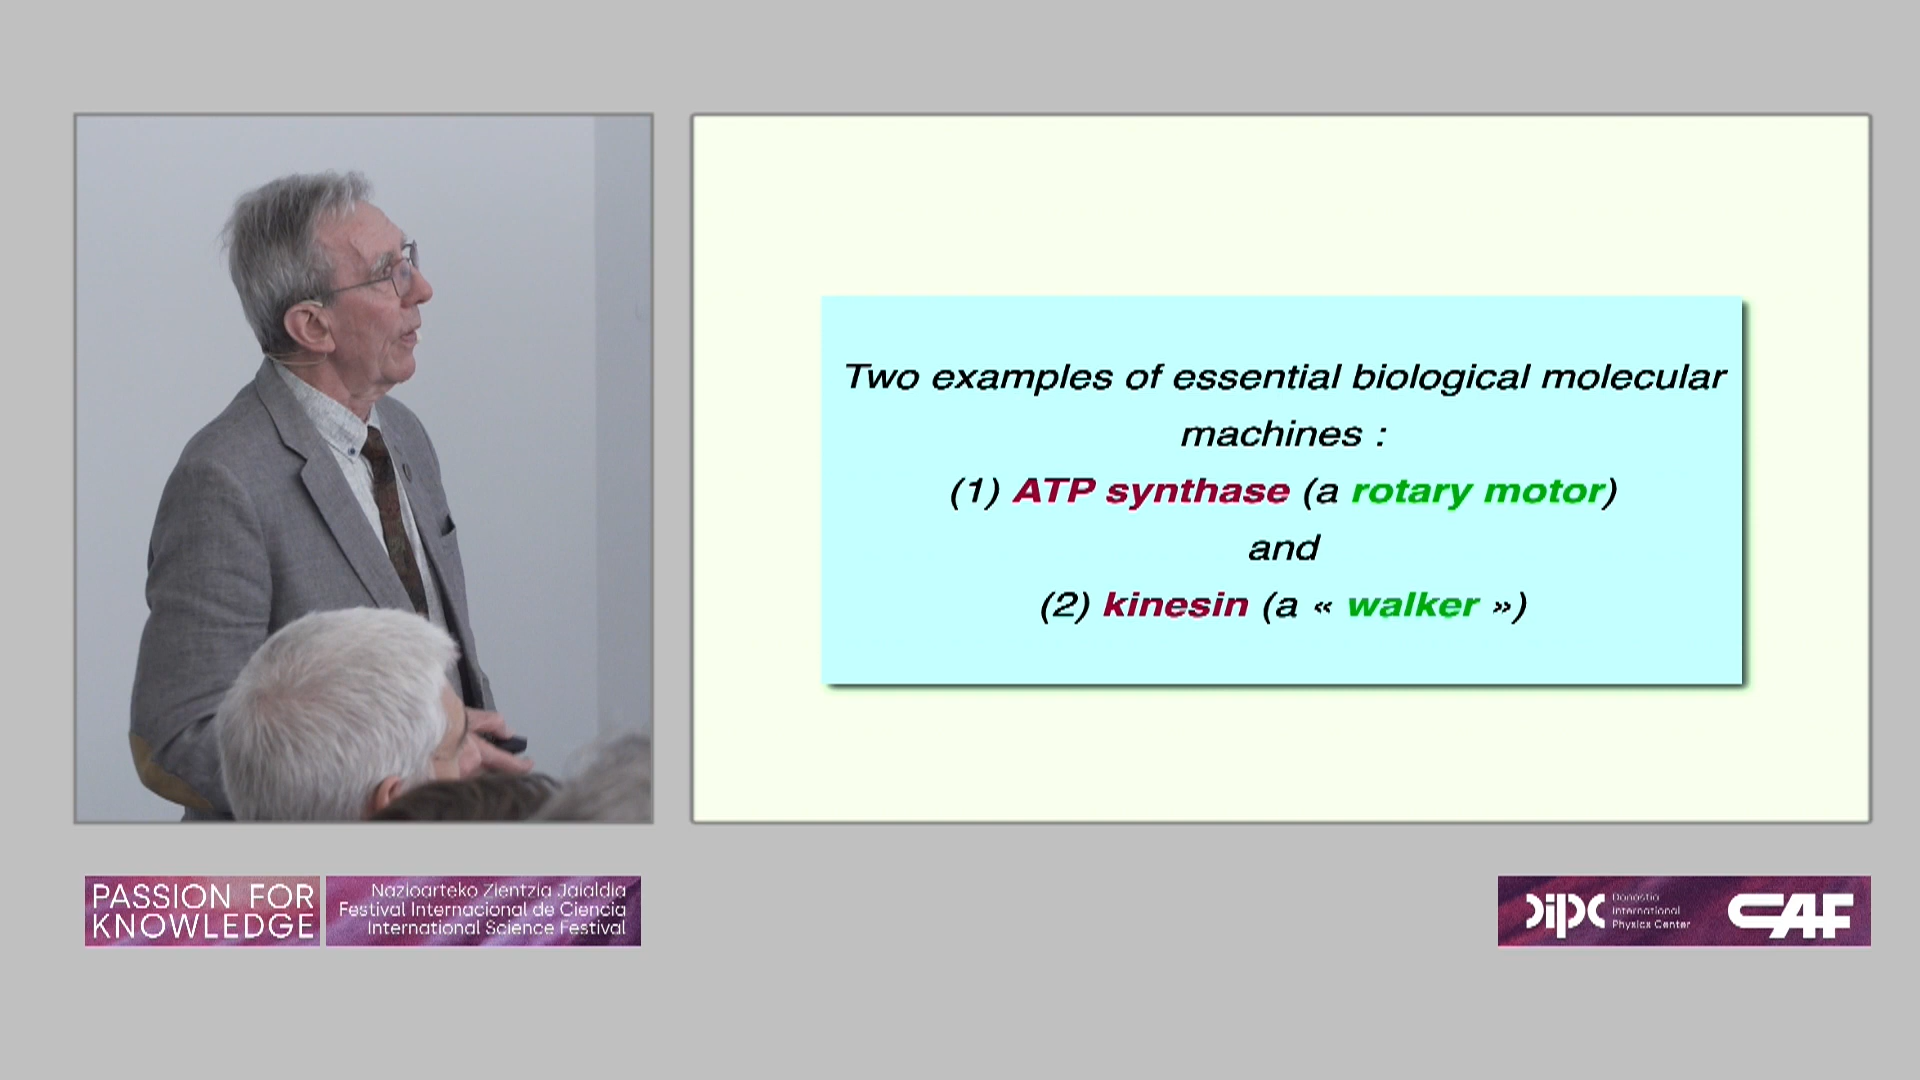 Two examples of essential biological molecular
machines :
(1) ATP synthase (a rotary motor)
and
(2) kinesin (a « walker »)
PASSION FOR
KNOWLEDGE
Nazioarteko Zientzia Jaialdia
Festival Internacional de Ciencia
International Science Festival
dipc
Donostia
International
Physics Center
CAF